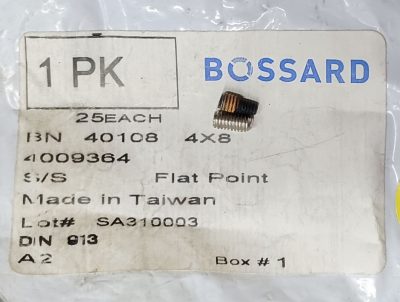 1 PK
BOSSARD
25EACH
BN 40108 4X8
4009364
S/S Flat Point
Made in Taiwan
Lot# SA310003
DIN 913
A2 Box # 1